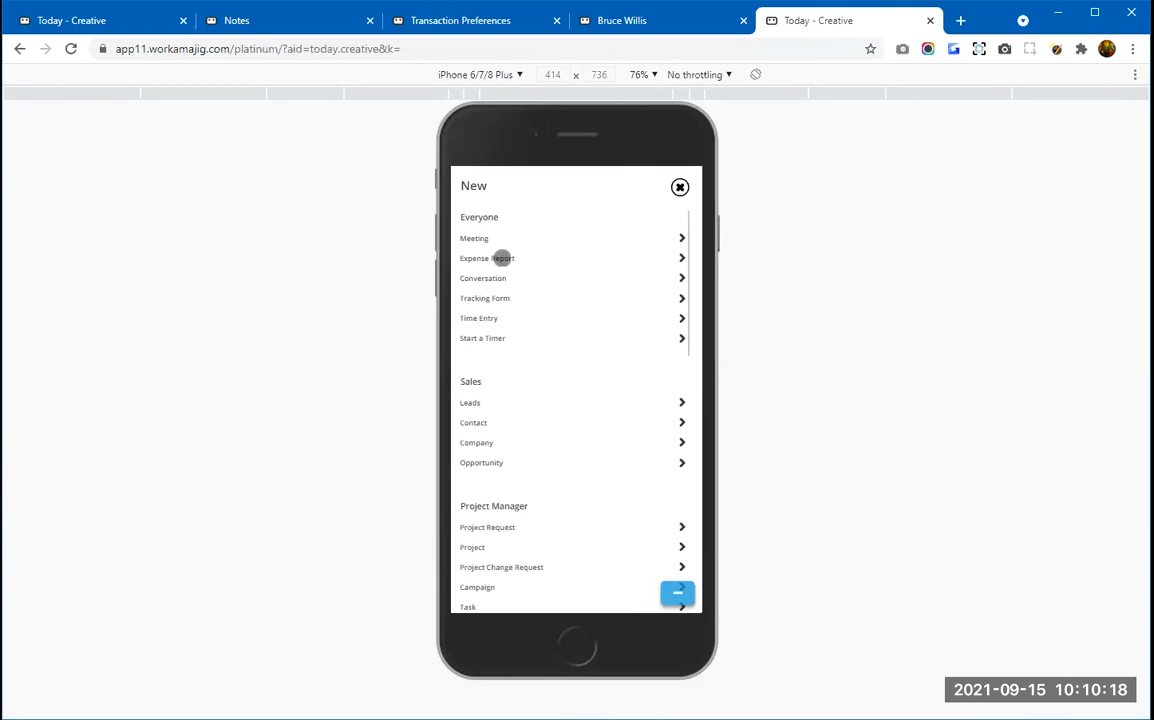 Today - Creative
Notes
Transaction Preferences
Bruce Willis
Today - Creative
app11.workamajig.com/platinum/?aid=today.creative&k=
iPhone 6/7/8 Plus 414 x 736 76% No throttling
New
Everyone
Meeting
Expense Report
Conversation
Tracking Form
Time Entry
Start a Timer
Sales
Leads
Contact
Company
Opportunity
Project Manager
Project Request
Project
Project Change Request
Campaign
Task
2021-09-15 10:10:18